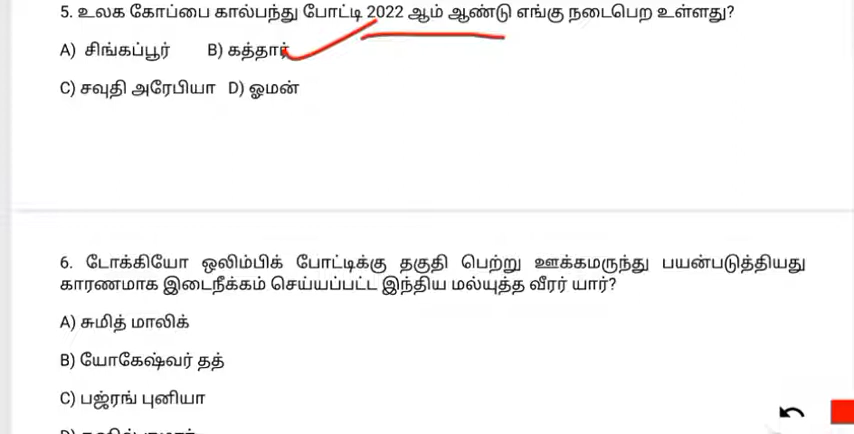 5. உலக கோப்பை கால்பந்து போட்டி 2022 ஆம் ஆண்டு எங்கு நடைபெற உள்ளது?
A) சிங்கப்பூர் B) கத்தார்
C) சவுதி அரேபியா D) ஓமன்
6. டோக்கியோ ஒலிம்பிக் போட்டிக்கு தகுதி பெற்று ஊக்கமருந்து பயன்படுத்தியது
காரணமாக இடைநீக்கம் செய்யப்பட்ட இந்திய மல்யுத்த வீரர் யார்?
A) சுமித் மாலிக்
B) யோகேஷ்வர் தத்
C) பஜ்ரங் புனியா